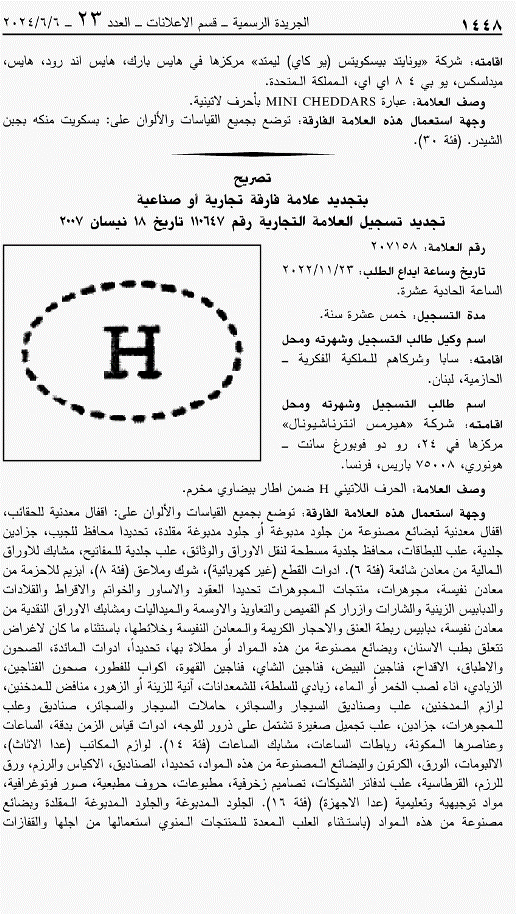 ١٤٤٨ الجريدة الرسمية – قسم الاعلانات – العدد ٢٣ – ٢٠٢٤/٦/٦
اقامته: شركة «يونايتد بيسكويتس (يو كاي) ليمتد» مركزها في هايس بارك، هايس اند رود، هايس،
ميدلسكس، يو بي ٤ ٨ اي اي، المملكة المتحدة.
وصف العلامة: عبارة MINI CHEDDARS بأحرف لاتينية.
وجهة استعمال هذه العلامة الفارقة: توضع بجميع القياسات والألوان على: بسكويت منكه بجبن
الشيدر. (فئة ٣٠).
تصريح
بتجديد علامة فارقة تجارية أو صناعية
تجديد تسجيل العلامة التجارية رقم ١١٠٦٤٧ تاريخ ١٨ نيسان ٢٠٠٧
رقم العلامة: ٢٠٧١٥٨
تاريخ وساعة ايداع الطلب: ٢٠٢٢/١١/٢٣
الساعة الحادية عشرة.
مدة التسجيل: خمس عشرة سنة.
اسم وكيل طالب التسجيل وشهرته ومحل
اقامته: سابا وشركاهم للملكية الفكرية –
الحازمية، لبنان.
اسم طالب التسجيل وشهرته ومحل
اقامته: شركة «هيرمس انترناشيونال»
مركزها في ٢٤، رو دو فوبورغ سانت –
هونوري، ٧٥٠٠٨ باريس، فرنسا.
H
وصف العلامة: الحرف اللاتيني H ضمن اطار بيضاوي مخرم.
وجهة استعمال هذه العلامة الفارقة: توضع بجميع القياسات والألوان على: اقفال معدنية للحقائب،
اقفال معدنية لبضائع مصنوعة من جلود مدبوغة أو جلود مدبوغة مقلدة، تحديدا محافظ للجيب، جزادين
جلدية، علب للبطاقات، محافظ جلدية مسطحة لنقل الاوراق والوثائق، علب جلدية للمفاتيح، مشابك للأوراق
المالية من معادن شائعة (فئة ٦). ادوات القطع (غير كهربائية)، شوك وملاعق (فئة ٨)، ابزيم للاحزمة من
معادن نفيسة، مجوهرات، منتجات المجوهرات تحديدا العقود والاساور والخواتم والاقراط والقلادات
والدبابيس الزينية والشارات وازرار كم القميص والتعاويذ والاوسمة والميداليات ومشابك الاوراق النقدية من
معادن نفيسة، دبابيس ربطة العنق والاحجار الكريمة والمعادن النفيسة وخلائطها، باستثناء ما كان لاغراض
تتعلق بطب الاسنان، وبضائع مصنوعة من هذه المواد أو مطلاة بها، تحديداً، ادوات المائدة، الصحون
والاطباق، الاقداح، فناجين البيض، فناجين الشاي، فناجين القهوة، اكواب للفطور، صحون الفناجين،
الزبادي، اناء لصب الخمر أو الماء، زبادي للسلطة، للشمعدانات، آنية للزينة أو الزهور، منافض للمدخنين،
لوازم المدخنين، علب وصناديق السيجار والسجائر، حاملات السيجار والسجائر، صناديق وعلب
للمجوهرات، جزادين، علب تجميل صغيرة تشتمل على ذرور للوجه، ادوات قياس الزمن بدقة، الساعات
وعناصرها المكونة، رباطات الساعات، مشابك الساعات (فئة ١٤). لوازم المكاتب (عدا الاثاث)،
الالبومات، الورق، الكرتون والبضائع المصنوعة من هذه المواد، تحديدا، الصناديق، الاكياس والرزم، ورق
للرزم، القرطاسية، علب لدفاتر الشيكات، تصاميم زخرفية، مطبوعات، حروف مطبعية، صور فوتوغرافية،
مواد توجيهية وتعليمية (عدا الاجهزة) (فئة ١٦). الجلود المدبوغة والجلود المدبوغة المقلدة وبضائع
مصنوعة من هذه المواد (باستثناء العلب المعدة للمنتجات المنوي استعمالها من اجلها والقفازات